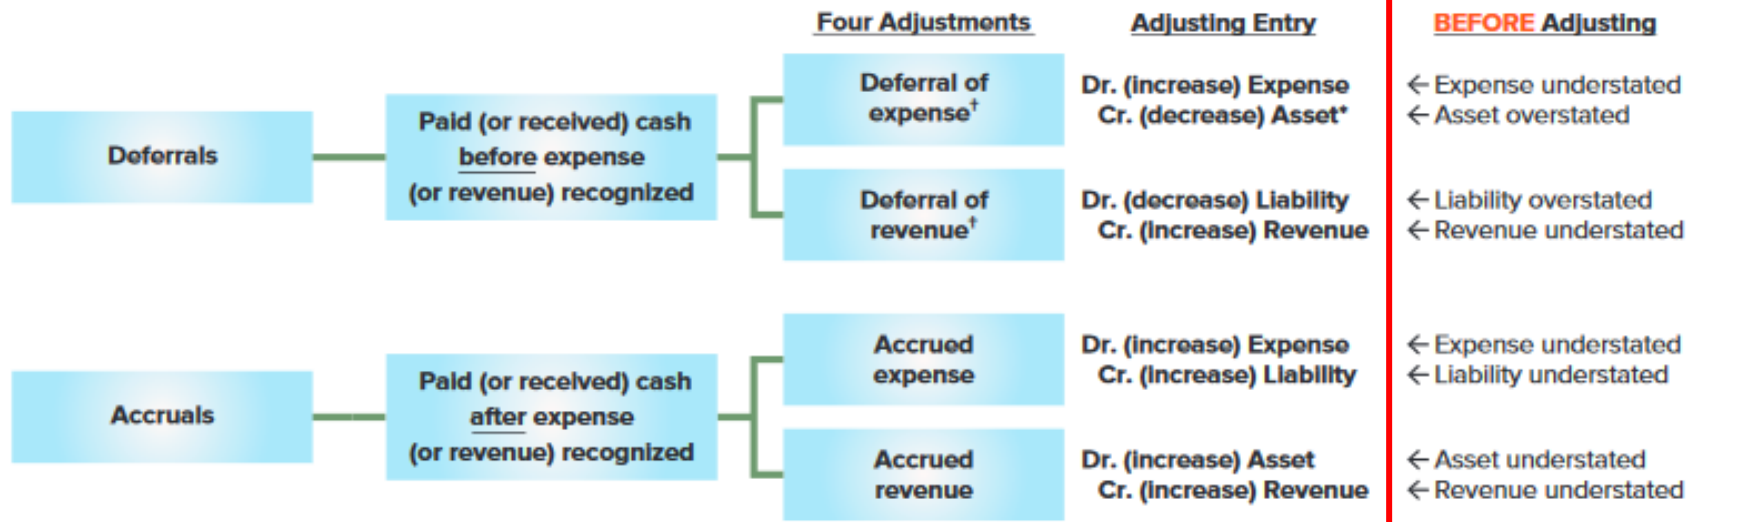 Four Adjustments
Adjusting Entry
BEFORE Adjusting
Deferrals
Paid (or received) cash
before expense
(or revenue) recognized
Deferral of
expense†
Dr. (increase) Expense
Cr. (decrease) Asset*
← Expense understated
← Asset overstated
Deferral of
revenue†
Dr. (decrease) Liability
Cr. (increase) Revenue
← Liability overstated
← Revenue understated
Accruals
Paid (or received) cash
after expense
(or revenue) recognized
Accrued
expense
Dr. (increase) Expense
Cr. (increase) Liability
← Expense understated
← Liability understated
Accrued
revenue
Dr. (increase) Asset
Cr. (increase) Revenue
← Asset understated
← Revenue understated